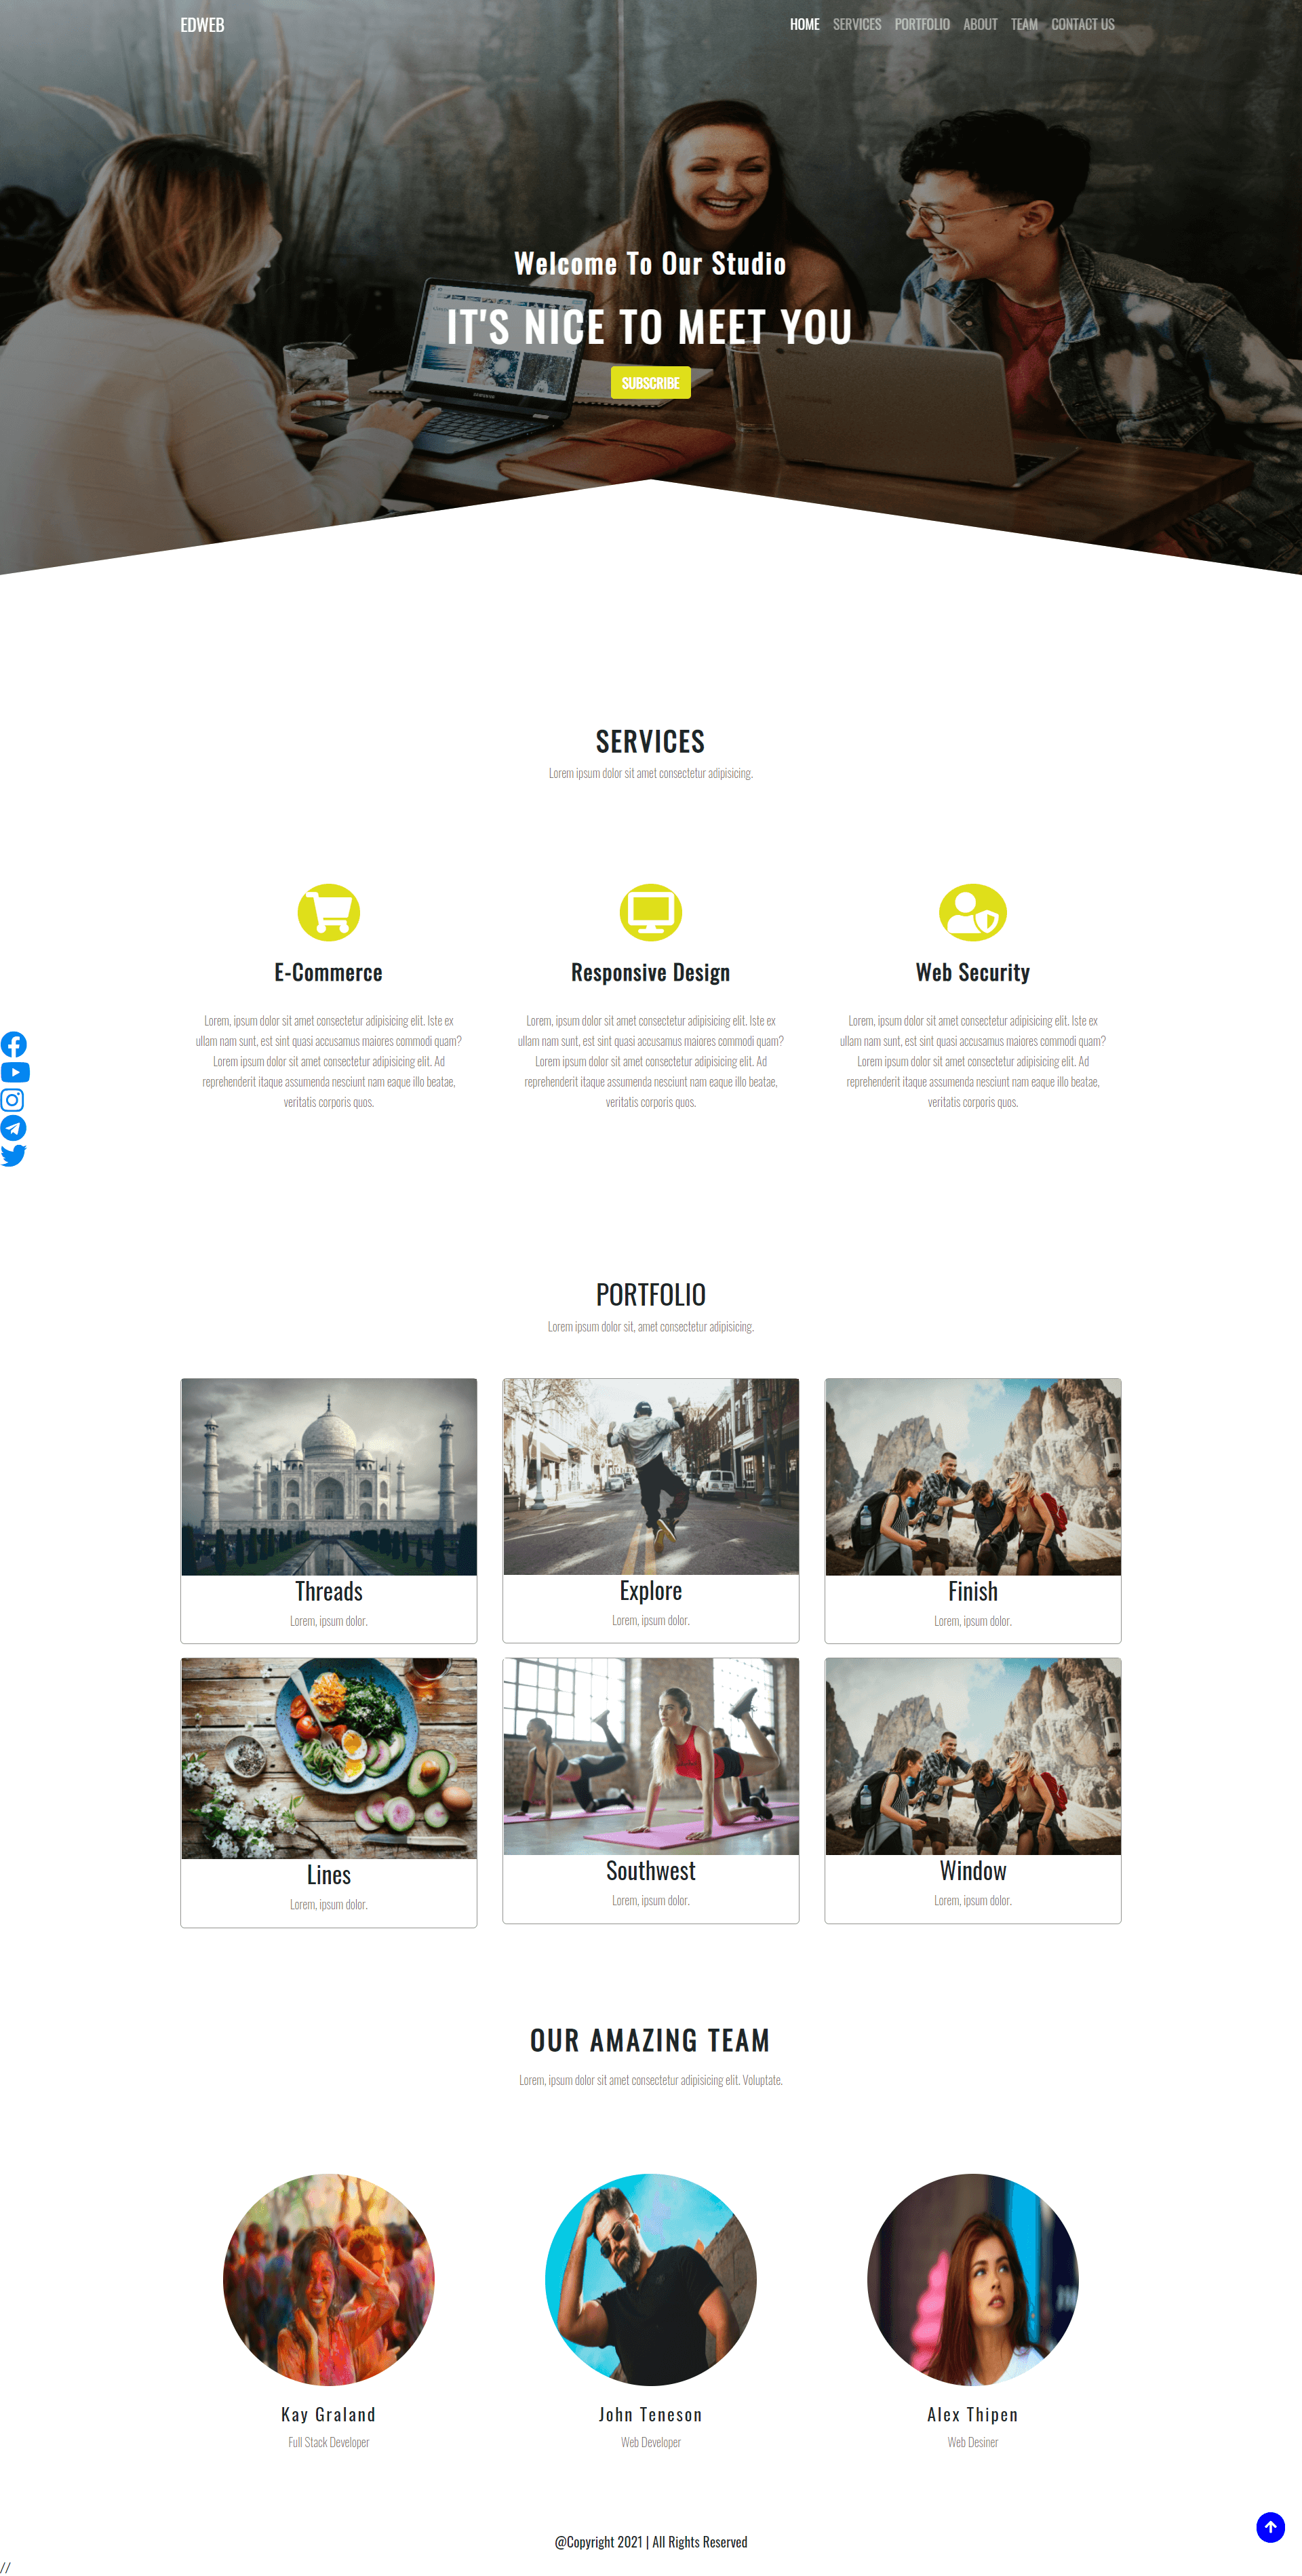 EDWEB
HOME SERVICES PORTFOLIO ABOUT TEAM CONTACT US
Welcome To Our Studio
IT'S NICE TO MEET YOU
SUBSCRIBE
SERVICES
Lorem ipsum dolor sit amet consectetur adipisicing.
E-Commerce
Lorem, ipsum dolor sit amet consectetur adipisicing elit. Iste ex
ullam nam sunt, est sint quasi accusamus maiores commodi quam?
Lorem ipsum dolor sit amet consectetur adipisicing elit. Ad
reprehenderit itaque assumenda nesciunt nam eaque illo beatae,
veritatis corporis quos.
Responsive Design
Lorem, ipsum dolor sit amet consectetur adipisicing elit. Iste ex
ullam nam sunt, est sint quasi accusamus maiores commodi quam?
Lorem ipsum dolor sit amet consectetur adipisicing elit. Ad
reprehenderit itaque assumenda nesciunt nam eaque illo beatae,
veritatis corporis quos.
Web Security
Lorem, ipsum dolor sit amet consectetur adipisicing elit. Iste ex
ullam nam sunt, est sint quasi accusamus maiores commodi quam?
Lorem ipsum dolor sit amet consectetur adipisicing elit. Ad
reprehenderit itaque assumenda nesciunt nam eaque illo beatae,
veritatis corporis quos.
PORTFOLIO
Lorem ipsum dolor sit, amet consectetur adipisicing.
Threads
Lorem, ipsum dolor.
Explore
Lorem, ipsum dolor.
Finish
Lorem, ipsum dolor.
Lines
Lorem, ipsum dolor.
Southwest
Lorem, ipsum dolor.
Window
Lorem, ipsum dolor.
OUR AMAZING TEAM
Lorem, ipsum dolor sit amet consectetur adipisicing elit. Voluptate.
Kay Graland
Full Stack Developer
John Teneson
Web Developer
Alex Thipen
Web Desiner
@Copyright 2021 | All Rights Reserved
//